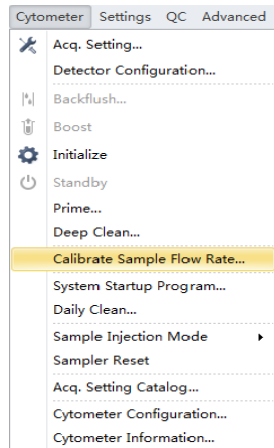 Cytometer Settings QC Advanced
Acq. Setting...
Detector Configuration...
Backflush...
Boost
Initialize
Standby
Prime...
Deep Clean...
Calibrate Sample Flow Rate...
System Startup Program...
Daily Clean...
Sample Injection Mode
Sampler Reset
Acq. Setting Catalog...
Cytometer Configuration...
Cytometer Information...